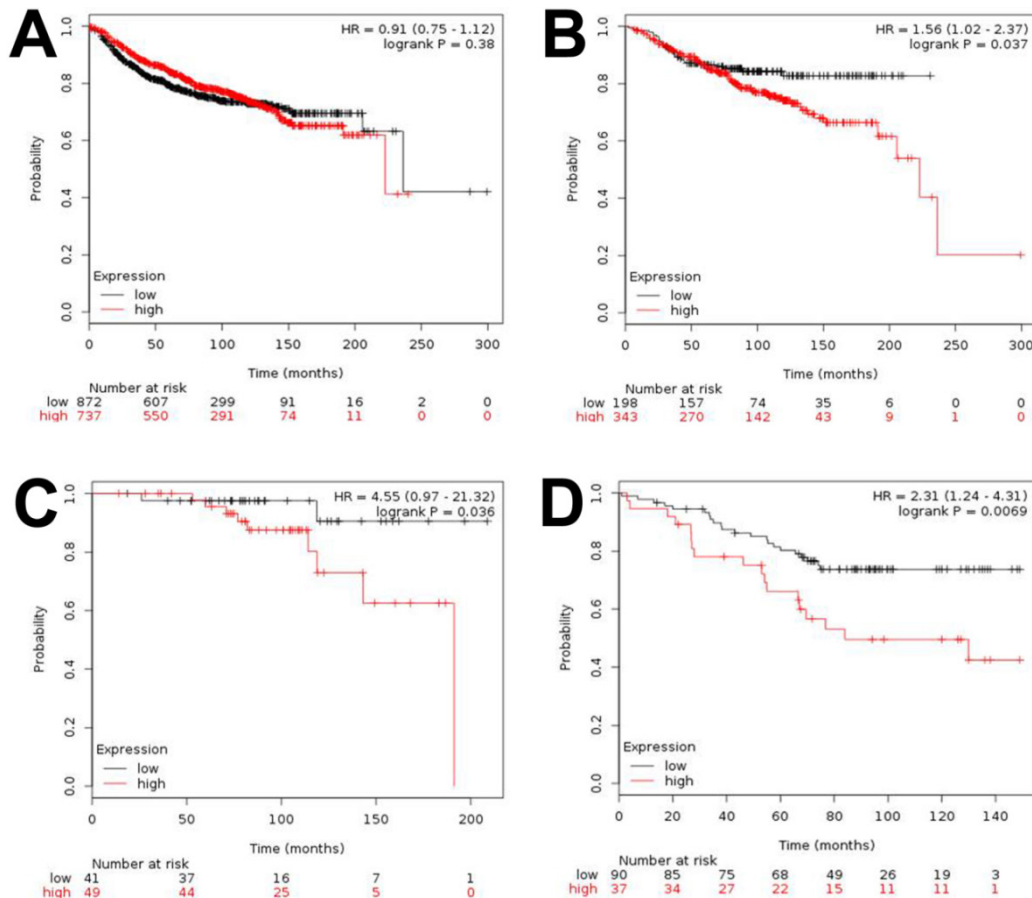 A
HR = 0.91 (0.75 - 1.12)
logrank P = 0.38
Probability
1.0
0.8
0.6
0.4
0.2
0.0
Expression
low
high
0 50 100 150 200 250 300
Time (months)
Number at risk
low 872 607 299 91 16 2 0
high 737 550 291 74 11 0 0
B
HR = 1.56 (1.02 - 2.37)
logrank P = 0.037
Probability
1.0
0.8
0.6
0.4
0.2
0.0
Expression
low
high
0 50 100 150 200 250 300
Time (months)
Number at risk
low 198 157 74 35 6 0 0
high 343 270 142 43 9 1 0
C
HR = 4.55 (0.97 - 21.32)
logrank P = 0.036
Probability
1.0
0.8
0.6
0.4
0.2
0.0
Expression
low
high
0 50 100 150 200
Time (months)
Number at risk
low 41 37 16 7 1
high 49 44 25 5 0
D
HR = 2.31 (1.24 - 4.31)
logrank P = 0.0069
Probability
1.0
0.8
0.6
0.4
0.2
0.0
Expression
low
high
0 20 40 60 80 100 120 140
Time (months)
Number at risk
low 90 85 75 68 49 26 19 3
high 37 34 27 22 15 11 11 1